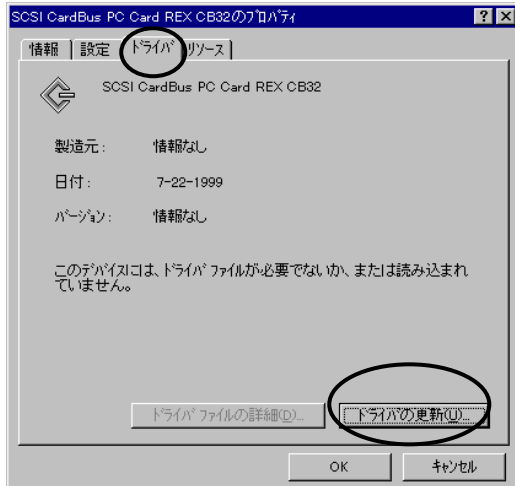 SCSI CardBus PC Card REX CB32のプロパティ
情報 設定 ドライバ リソース
SCSI CardBus PC Card REX CB32
製造元: 情報なし
日付: 7-22-1999
バージョン: 情報なし
このデバイスには、ドライバ ファイルが必要でないか、または読み込まれ
ていません。
ドライバ ファイルの詳細(D)... ドライバの更新(U)...
OK キャンセル